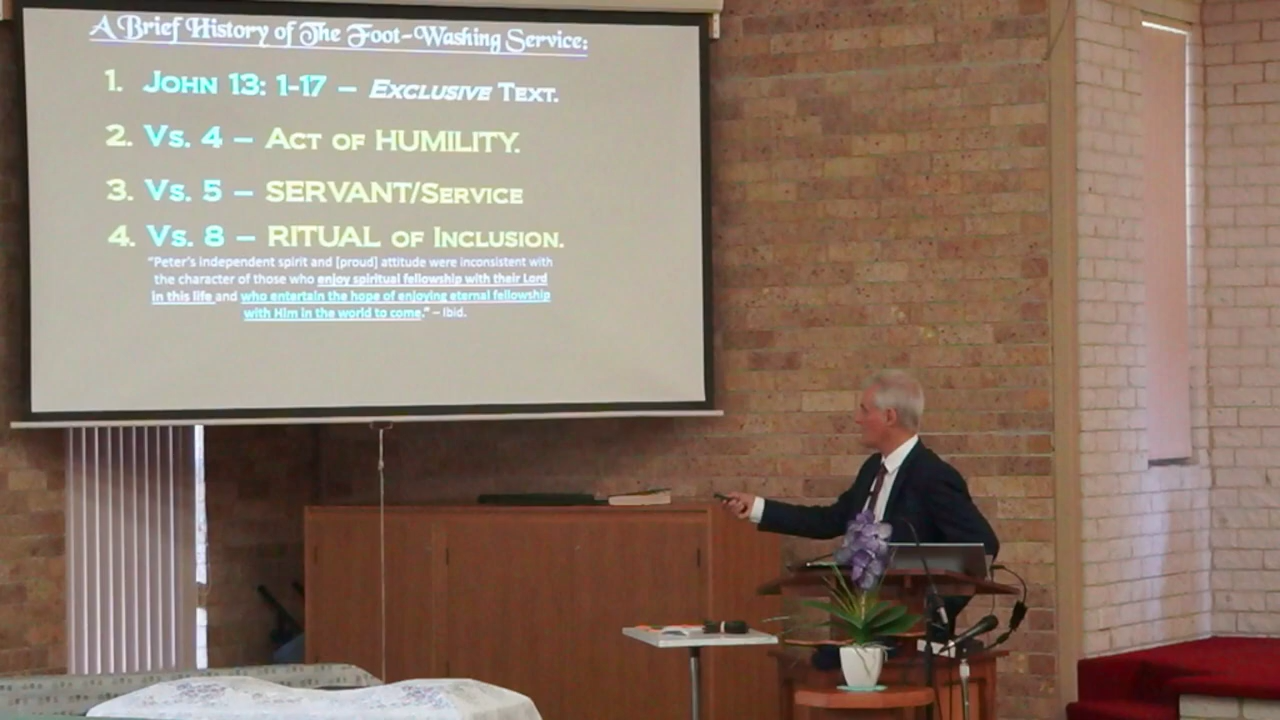 A Brief History of The Foot-Washing Service:
1. John 13: 1-17 – Exclusive Text.
2. Vs. 4 – Act of HUMILITY.
3. Vs. 5 – SERVANT/Service
4. Vs. 8 – RITUAL of Inclusion.
"Peter's independent spirit and [proud] attitude were inconsistent with
the character of those who enjoy spiritual fellowship with their Lord
in this life and who entertain the hope of enjoying eternal fellowship
with Him in the world to come." – Ibid.